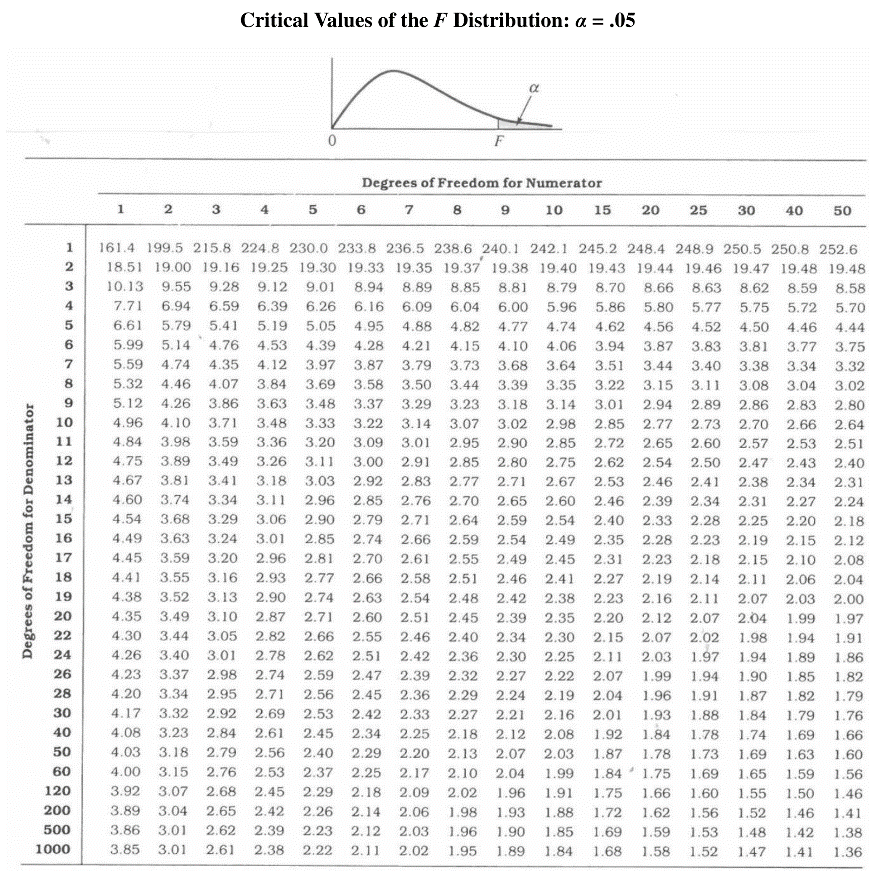 Critical Values of the F Distribution: α = .05
α
0 F
Degrees of Freedom for Numerator
1 2 3 4 5 6 7 8 9 10 15 20 25 30 40 50
Degrees of Freedom for Denominator
1 161.4 199.5 215.8 224.8 230.0 233.8 236.5 238.6 240.1 242.1 245.2 248.4 248.9 250.5 250.8 252.6
2 18.51 19.00 19.16 19.25 19.30 19.33 19.35 19.37 19.38 19.40 19.43 19.44 19.46 19.47 19.48 19.48
3 10.13 9.55 9.28 9.12 9.01 8.94 8.89 8.85 8.81 8.79 8.70 8.66 8.63 8.62 8.59 8.58
4 7.71 6.94 6.59 6.39 6.26 6.16 6.09 6.04 6.00 5.96 5.86 5.80 5.77 5.75 5.72 5.70
5 6.61 5.79 5.41 5.19 5.05 4.95 4.88 4.82 4.77 4.74 4.62 4.56 4.52 4.50 4.46 4.44
6 5.99 5.14 4.76 4.53 4.39 4.28 4.21 4.15 4.10 4.06 3.94 3.87 3.83 3.81 3.77 3.75
7 5.59 4.74 4.35 4.12 3.97 3.87 3.79 3.73 3.68 3.64 3.51 3.44 3.40 3.38 3.34 3.32
8 5.32 4.46 4.07 3.84 3.69 3.58 3.50 3.44 3.39 3.35 3.22 3.15 3.11 3.08 3.04 3.02
9 5.12 4.26 3.86 3.63 3.48 3.37 3.29 3.23 3.18 3.14 3.01 2.94 2.89 2.86 2.83 2.80
10 4.96 4.10 3.71 3.48 3.33 3.22 3.14 3.07 3.02 2.98 2.85 2.77 2.73 2.70 2.66 2.64
11 4.84 3.98 3.59 3.36 3.20 3.09 3.01 2.95 2.90 2.85 2.72 2.65 2.60 2.57 2.53 2.51
12 4.75 3.89 3.49 3.26 3.11 3.00 2.91 2.85 2.80 2.75 2.62 2.54 2.50 2.47 2.43 2.40
13 4.67 3.81 3.41 3.18 3.03 2.92 2.83 2.77 2.71 2.67 2.53 2.46 2.41 2.38 2.34 2.31
14 4.60 3.74 3.34 3.11 2.96 2.85 2.76 2.70 2.65 2.60 2.46 2.39 2.34 2.31 2.27 2.24
15 4.54 3.68 3.29 3.06 2.90 2.79 2.71 2.64 2.59 2.54 2.40 2.33 2.28 2.25 2.20 2.18
16 4.49 3.63 3.24 3.01 2.85 2.74 2.66 2.59 2.54 2.49 2.35 2.28 2.23 2.19 2.15 2.12
17 4.45 3.59 3.20 2.96 2.81 2.70 2.61 2.55 2.49 2.45 2.31 2.23 2.18 2.15 2.10 2.08
18 4.41 3.55 3.16 2.93 2.77 2.66 2.58 2.51 2.46 2.41 2.27 2.19 2.14 2.11 2.06 2.04
19 4.38 3.52 3.13 2.90 2.74 2.63 2.54 2.48 2.42 2.38 2.23 2.16 2.11 2.07 2.03 2.00
20 4.35 3.49 3.10 2.87 2.71 2.60 2.51 2.45 2.39 2.35 2.20 2.12 2.07 2.04 1.99 1.97
22 4.30 3.44 3.05 2.82 2.66 2.55 2.46 2.40 2.34 2.30 2.15 2.07 2.02 1.98 1.94 1.91
24 4.26 3.40 3.01 2.78 2.62 2.51 2.42 2.36 2.30 2.25 2.11 2.03 1.97 1.94 1.89 1.86
26 4.23 3.37 2.98 2.74 2.59 2.47 2.39 2.32 2.27 2.22 2.07 1.99 1.94 1.90 1.85 1.82
28 4.20 3.34 2.95 2.71 2.56 2.45 2.36 2.29 2.24 2.19 2.04 1.96 1.91 1.87 1.82 1.79
30 4.17 3.32 2.92 2.69 2.53 2.42 2.33 2.27 2.21 2.16 2.01 1.93 1.88 1.84 1.79 1.76
40 4.08 3.23 2.84 2.61 2.45 2.34 2.25 2.18 2.12 2.08 1.92 1.84 1.78 1.74 1.69 1.66
50 4.03 3.18 2.79 2.56 2.40 2.29 2.20 2.13 2.07 2.03 1.87 1.78 1.73 1.69 1.63 1.60
60 4.00 3.15 2.76 2.53 2.37 2.25 2.17 2.10 2.04 1.99 1.84 1.75 1.69 1.65 1.59 1.56
120 3.92 3.07 2.68 2.45 2.29 2.18 2.09 2.02 1.96 1.91 1.75 1.66 1.60 1.55 1.50 1.46
200 3.89 3.04 2.65 2.42 2.26 2.14 2.06 1.98 1.93 1.88 1.72 1.62 1.56 1.52 1.46 1.41
500 3.86 3.01 2.62 2.39 2.23 2.12 2.03 1.96 1.90 1.85 1.69 1.59 1.53 1.48 1.42 1.38
1000 3.85 3.01 2.61 2.38 2.22 2.11 2.02 1.95 1.89 1.84 1.68 1.58 1.52 1.47 1.41 1.36